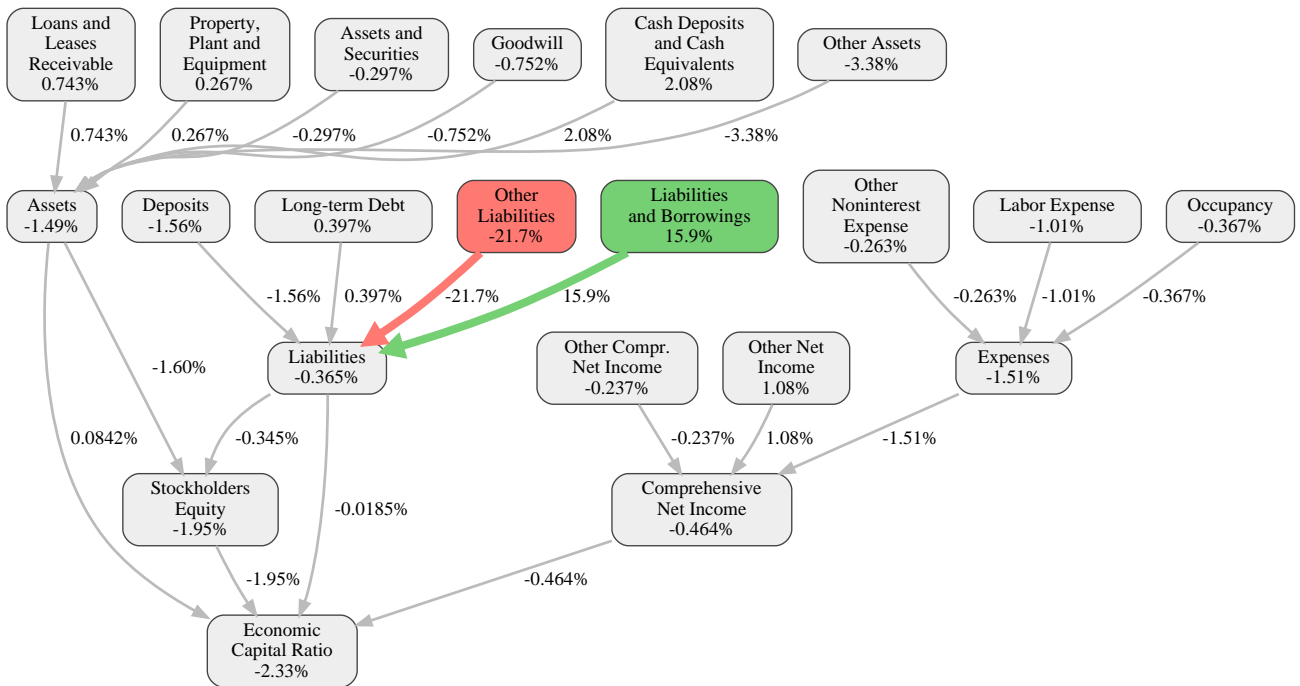 Loans and
Leases
Receivable
0.743%
Property,
Plant and
Equipment
0.267%
Assets and
Securities
-0.297%
Goodwill
-0.752%
Cash Deposits
and Cash
Equivalents
2.08%
Other Assets
-3.38%
0.743%
0.267%
-0.297%
-0.752%
2.08%
-3.38%
Assets
-1.49%
Deposits
-1.56%
Long-term Debt
0.397%
Other
Liabilities
-21.7%
Liabilities
and Borrowings
15.9%
Other
Noninterest
Expense
-0.263%
Labor Expense
-1.01%
Occupancy
-0.367%
-1.56%
0.397%
-21.7%
15.9%
-0.263%
-1.01%
-0.367%
-1.60%
Liabilities
-0.365%
Other Compr.
Net Income
-0.237%
Other Net
Income
1.08%
Expenses
-1.51%
0.0842%
-0.345%
-0.237%
1.08%
-1.51%
Stockholders
Equity
-1.95%
-0.0185%
Comprehensive
Net Income
-0.464%
-1.95%
-0.464%
Economic
Capital Ratio
-2.33%